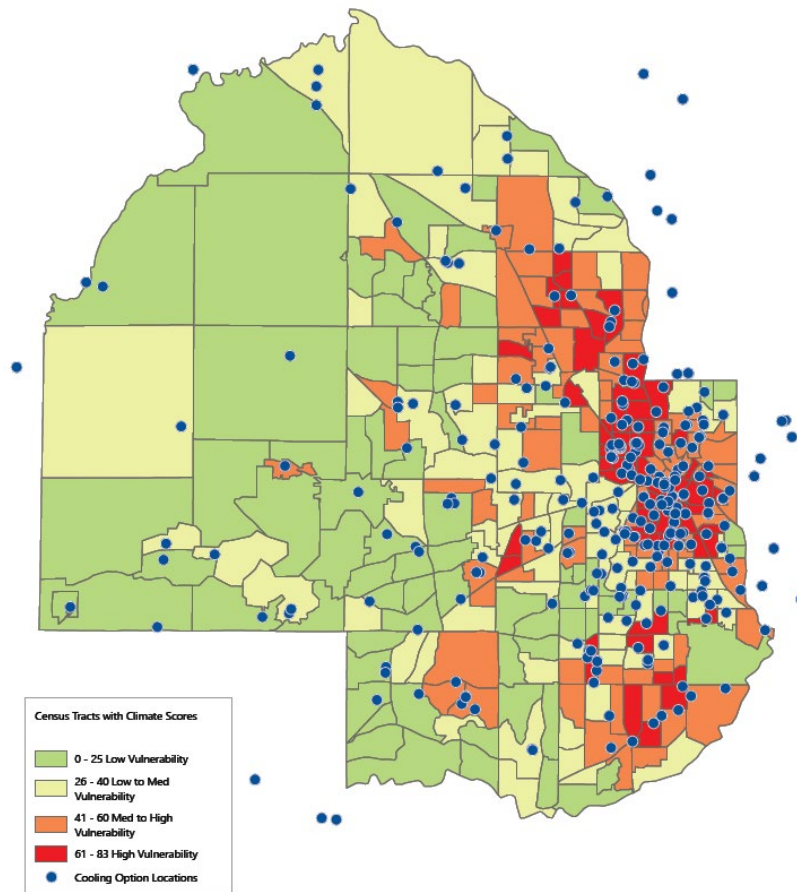 Census Tracts with Climate Scores
0 - 25 Low Vulnerability
26 - 40 Low to Med
Vulnerability
41 - 60 Med to High
Vulnerability
61 - 83 High Vulnerability
Cooling Option Locations